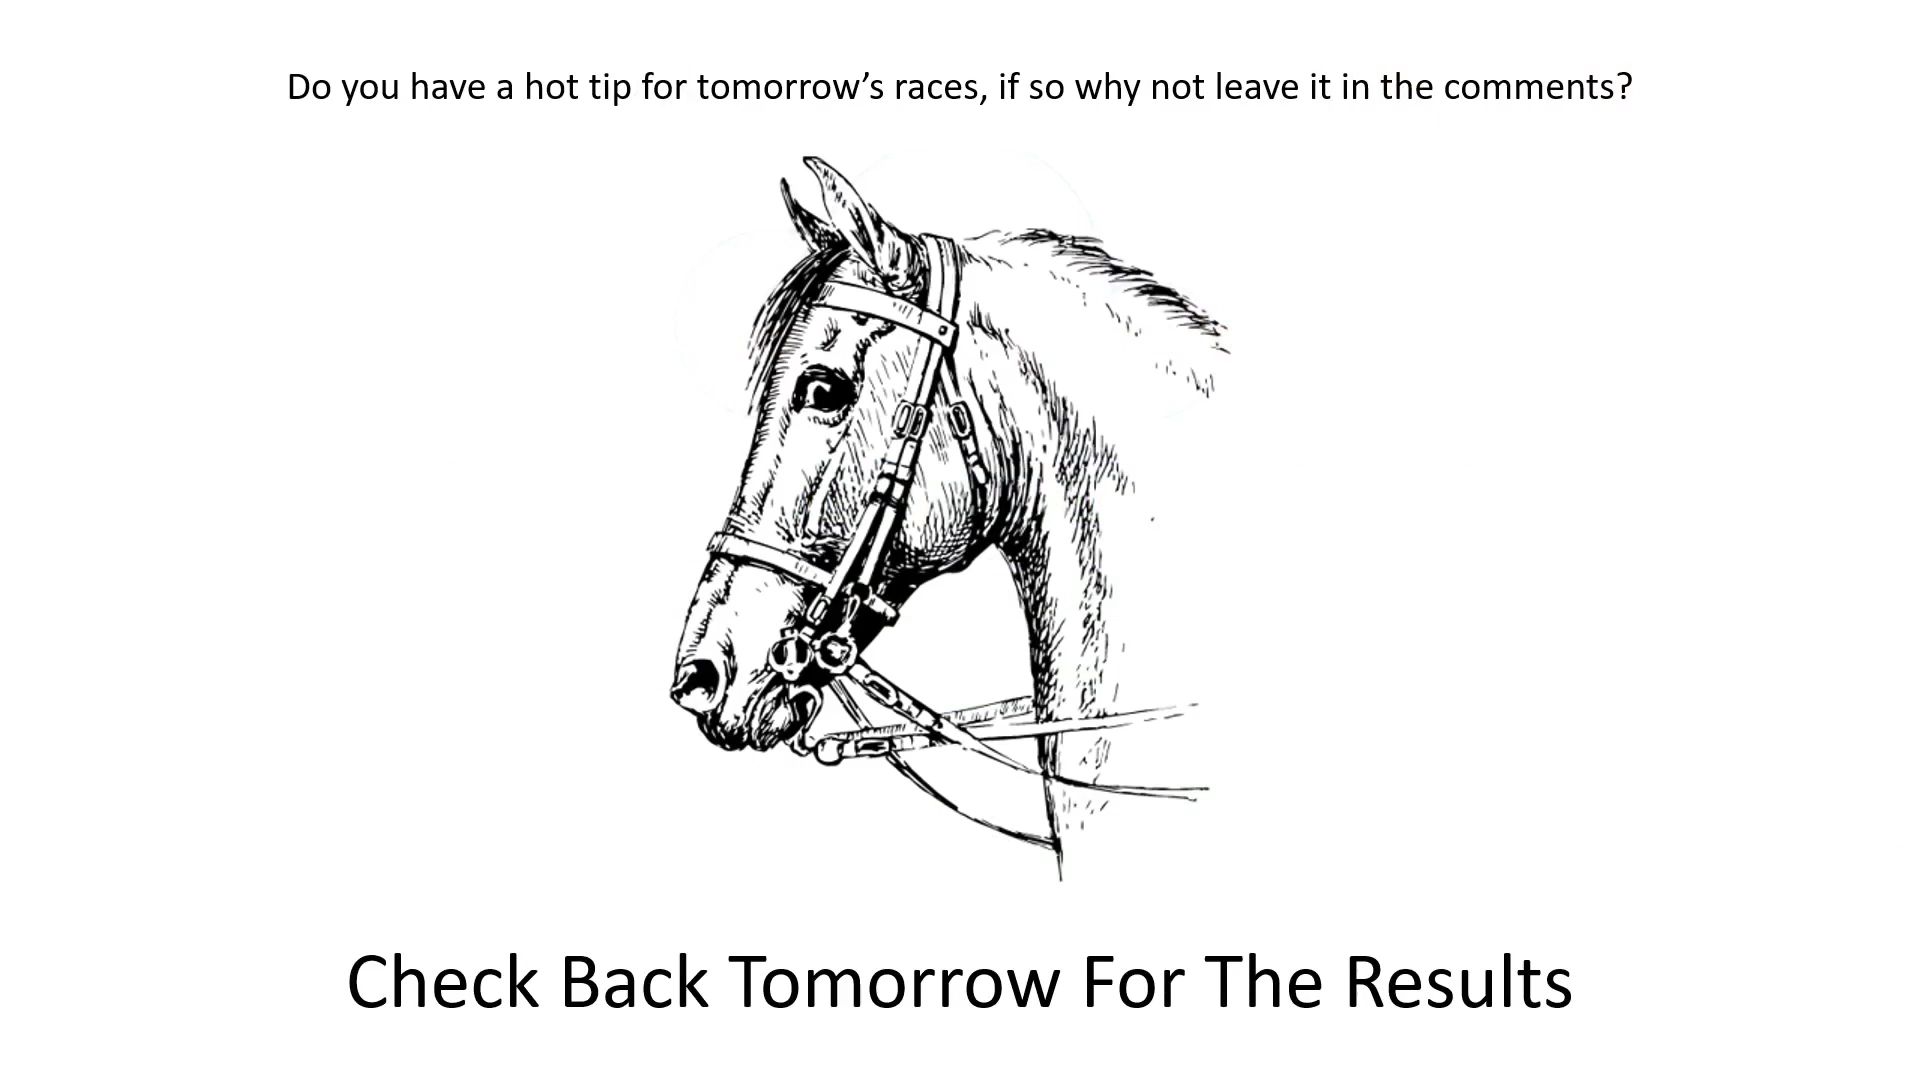 Do you have a hot tip for tomorrow’s races, if so why not leave it in the comments?
Check Back Tomorrow For The Results